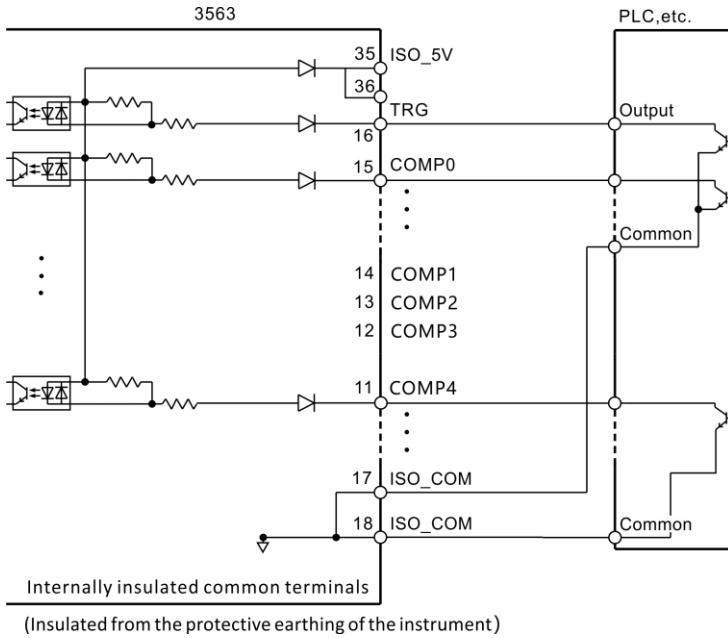 3563
PLC,etc.
35 ISO_5V
36
TRG
Output
16
15 COMP0
Common
14 COMP1
13 COMP2
12 COMP3
11 COMP4
17 ISO_COM
18 ISO_COM
Common
Internally insulated common terminals
(Insulated from the protective earthing of the instrument)